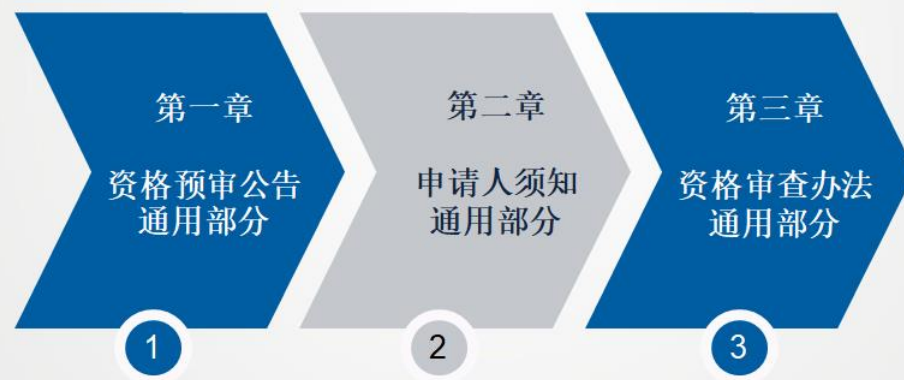 第一章
资格预审公告
通用部分
1
第二章
申请人须知
通用部分
2
第三章
资格审查办法
通用部分
3